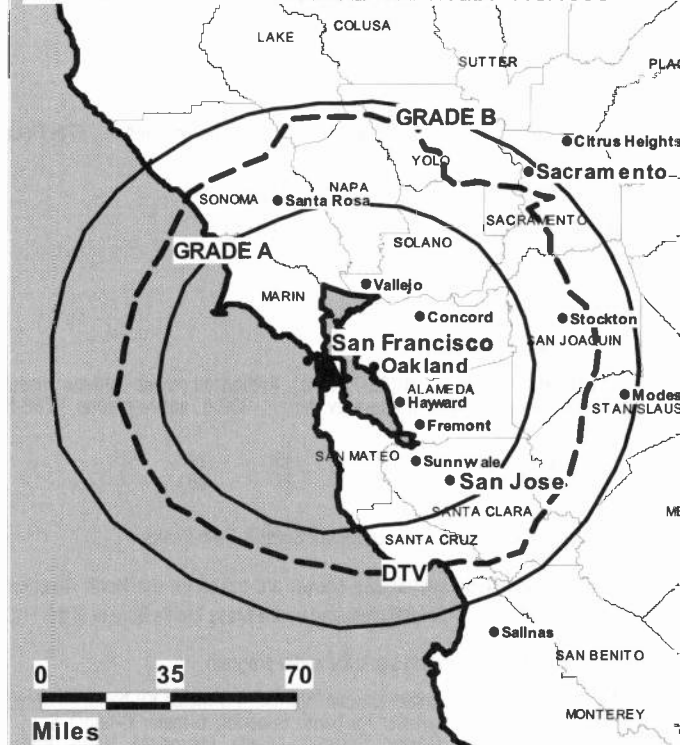 COLUSA
LAKE
SUTTER
PLAC
GRADE B
Citrus Heights
YOLO
Sacramento
NAPA
SONOMA
Santa Rosa
SACRAMENTO
SOLANO
GRADE A
Vallejo
MARIN
Concord
Stockton
San Francisco
SAN JOAQUIN
Oakland
ALAMEDA
Modes
Hayward
STANISLAUS
Fremont
SAN MATEO
Sunnvale
San Jose
ME
SANTA CLARA
SANTA CRUZ
DTV
Salinas
SAN BENITO
0 35 70
MONTEREY
Miles